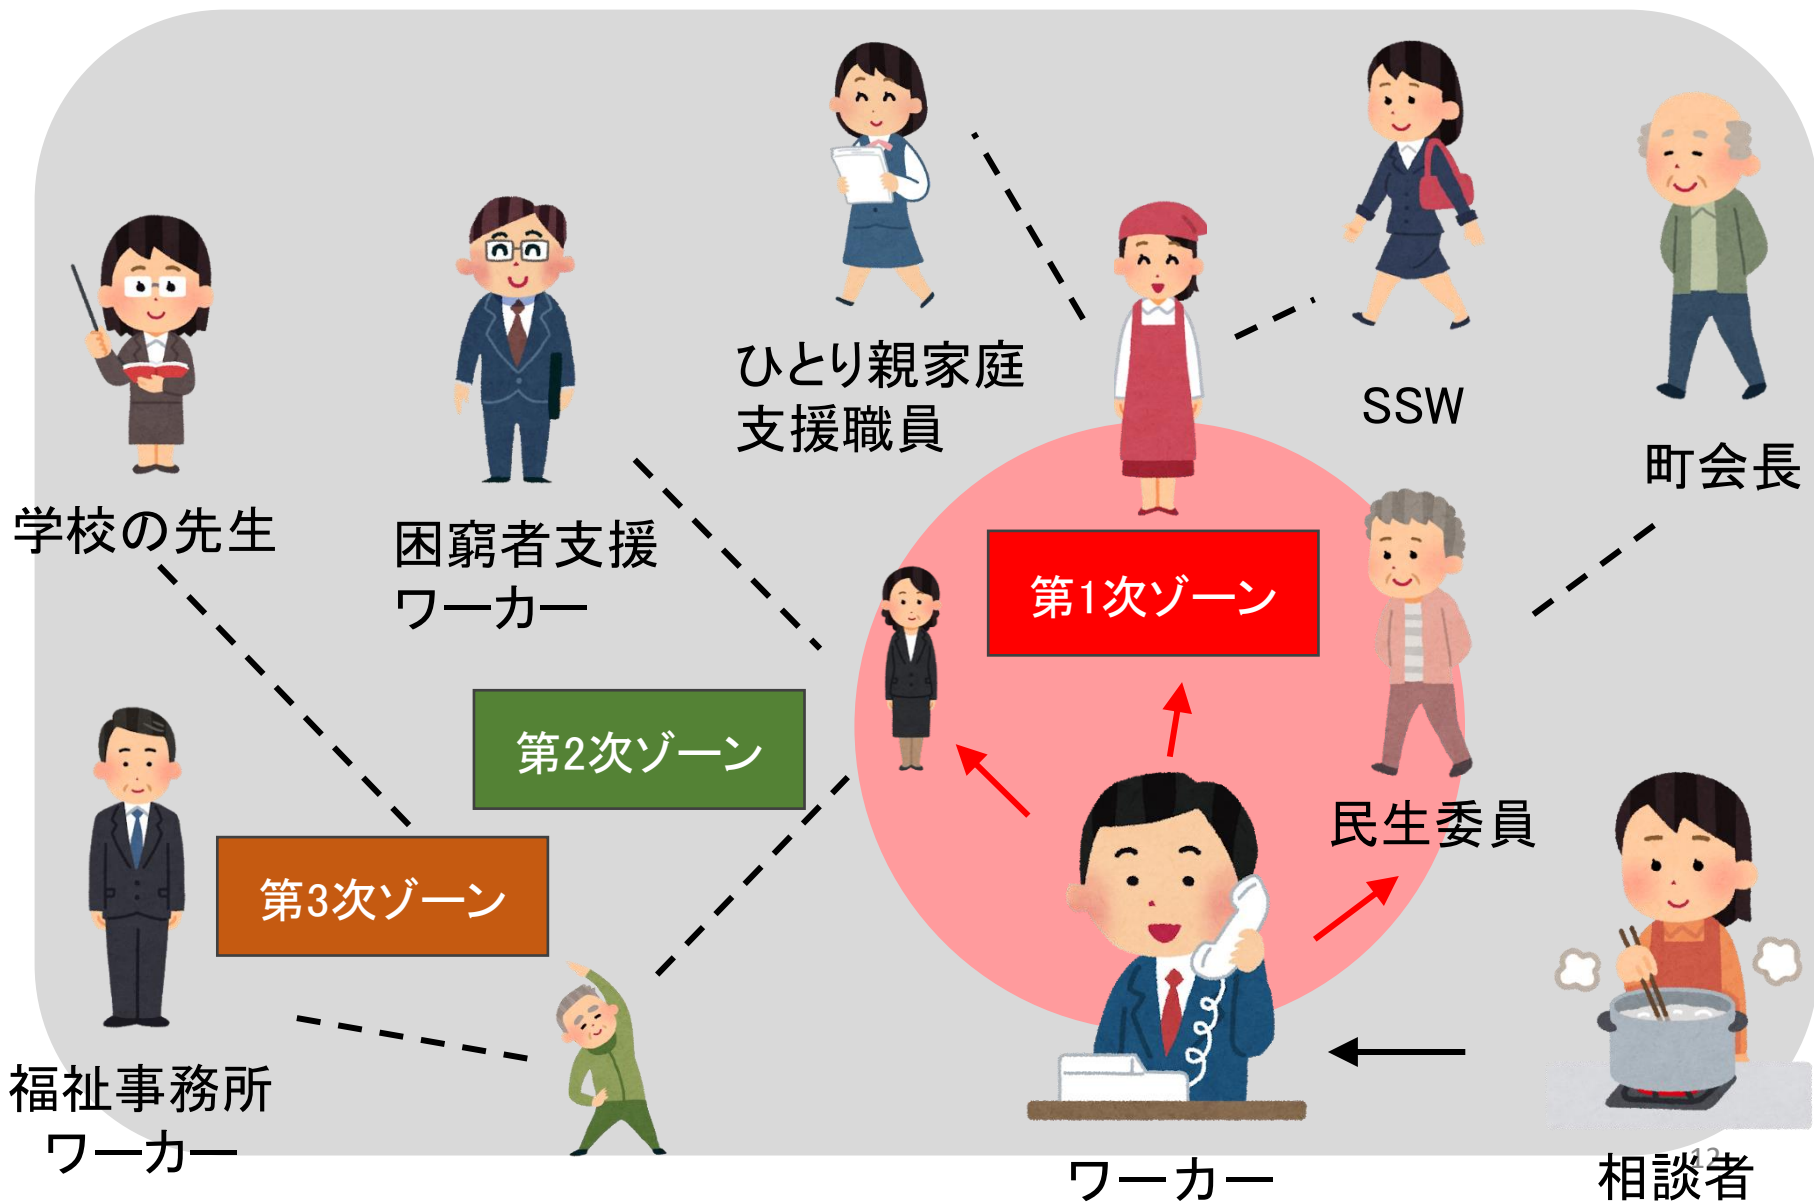 ひとり親家庭
支援職員
SSW
町会長
学校の先生
困窮者支援
ワーカー
第1次ゾーン
第2次ゾーン
民生委員
第3次ゾーン
福祉事務所
ワーカー
ワーカー
相談者
12